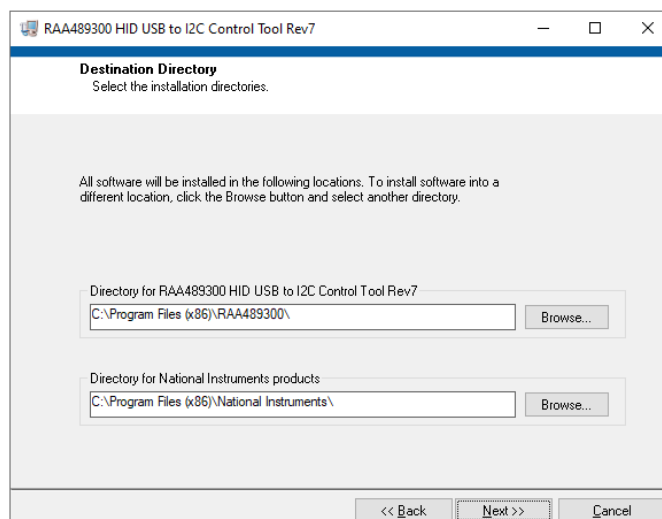 RAA489300 HID USB to I2C Control Tool Rev7
Destination Directory
Select the installation directories.
All software will be installed in the following locations. To install software into a
different location, click the Browse button and select another directory.
Directory for RAA489300 HID USB to I2C Control Tool Rev7
C:\Program Files (x86)\RAA489300\
Browse...
Directory for National Instruments products
C:\Program Files (x86)\National Instruments\
Browse...
<< Back
Next >>
Cancel